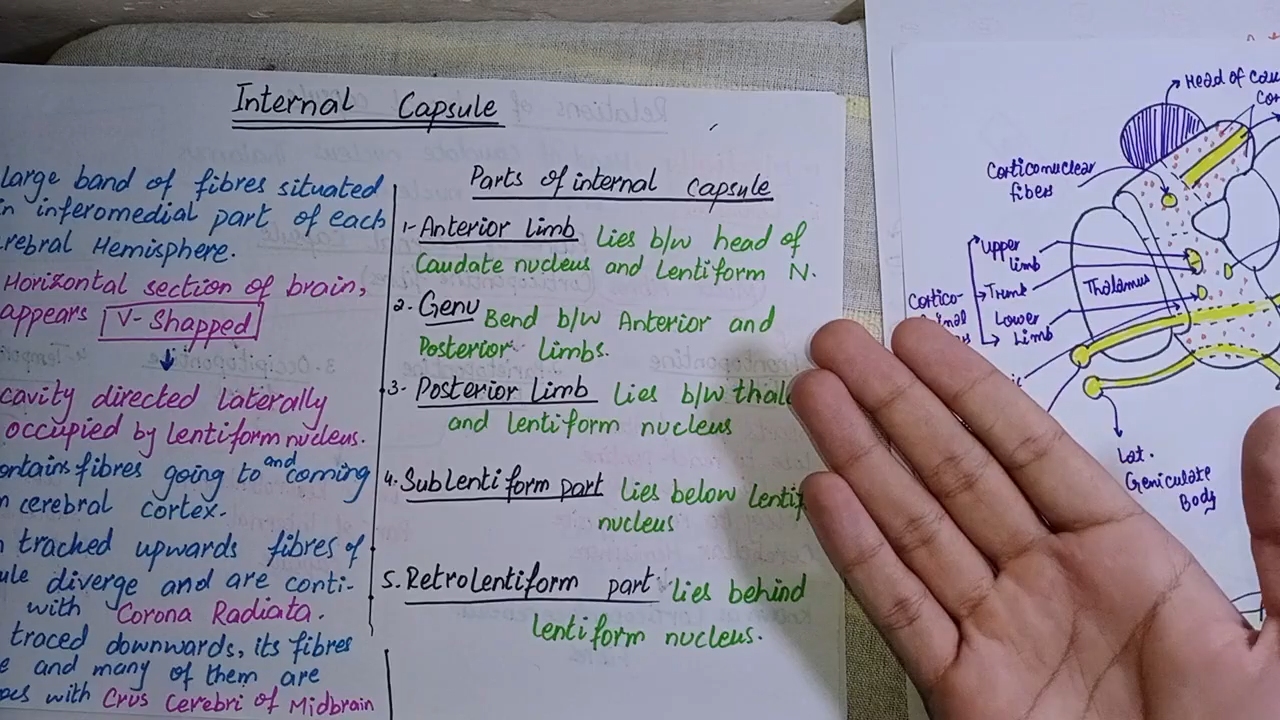 Internal Capsule
large band of fibres situated
in inferomedial part of each
rebral Hemisphere.
Horizontal section of brain,
appears V-Shapped
cavity directed laterally
occupied by lentiform nucleus.
ontains fibres going to and coming
cerebral cortex.
tracked upwards fibres of
ule diverge and are conti-
with Corona Radiata.
traced downwards, its fibres
e and many of them are
with Crus Cerebri of Midbrain
Parts of internal capsule
1- Anterior limb Lies b/w head of
Caudate nucleus and Lentiform N.
2- Genu Bend b/w Anterior and
Posterior limbs.
3- Posterior Limb Lies b/w thala
and lentiform nucleus
4. Sublentiform part lies below Lentif
nucleus
5. Retrolentiform part lies behind
lentiform nucleus.
Head of Cau
Cor
Corticonuclear
fibers
Upper
limb
Trunk
Lower
Limb
Cortico-
Thalamus
Lat.
Geniculate
Body